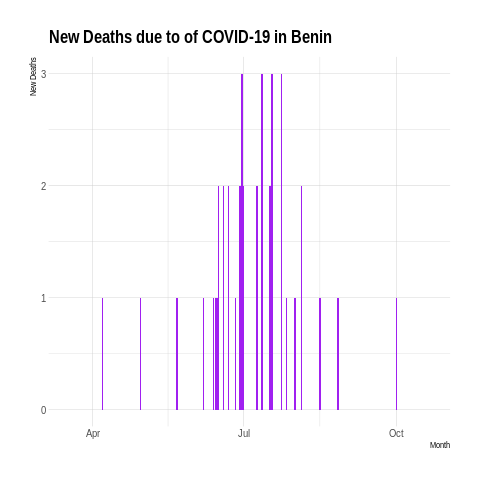 New Deaths due to of COVID-19 in Benin
New Deaths
3
2
1
0
Apr
Jul
Oct
Month